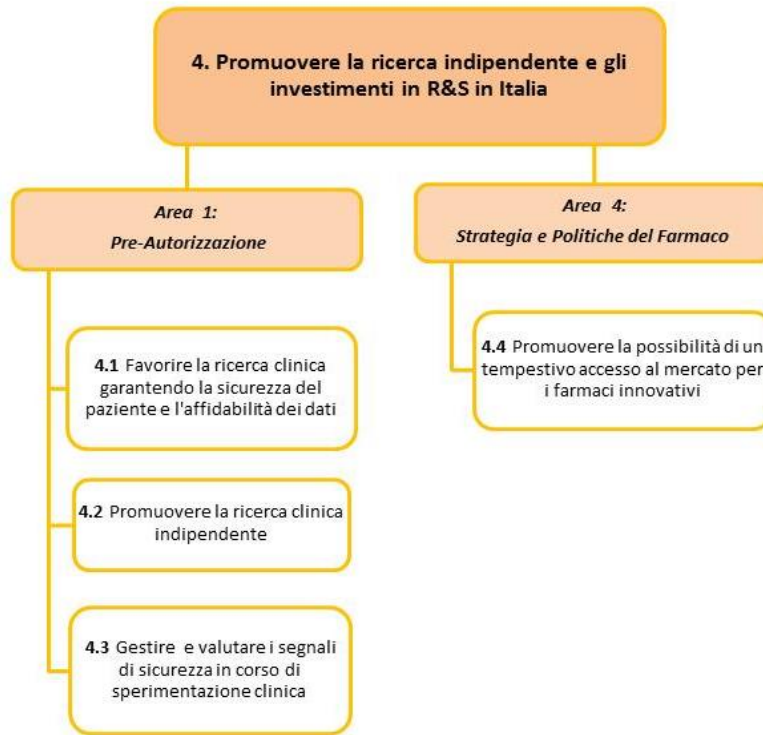 4. Promuovere la ricerca indipendente e gli
investimenti in R&S in Italia
Area 1:
Pre-Autorizzazione
Area 4:
Strategia e Politiche del Farmaco
4.1 Favorire la ricerca clinica
garantendo la sicurezza del
paziente e l'affidabilità dei dati
4.4 Promuovere la possibilità di un
tempestivo accesso al mercato per
i farmaci innovativi
4.2 Promuovere la ricerca clinica
indipendente
4.3 Gestire e valutare i segnali
di sicurezza in corso di
sperimentazione clinica